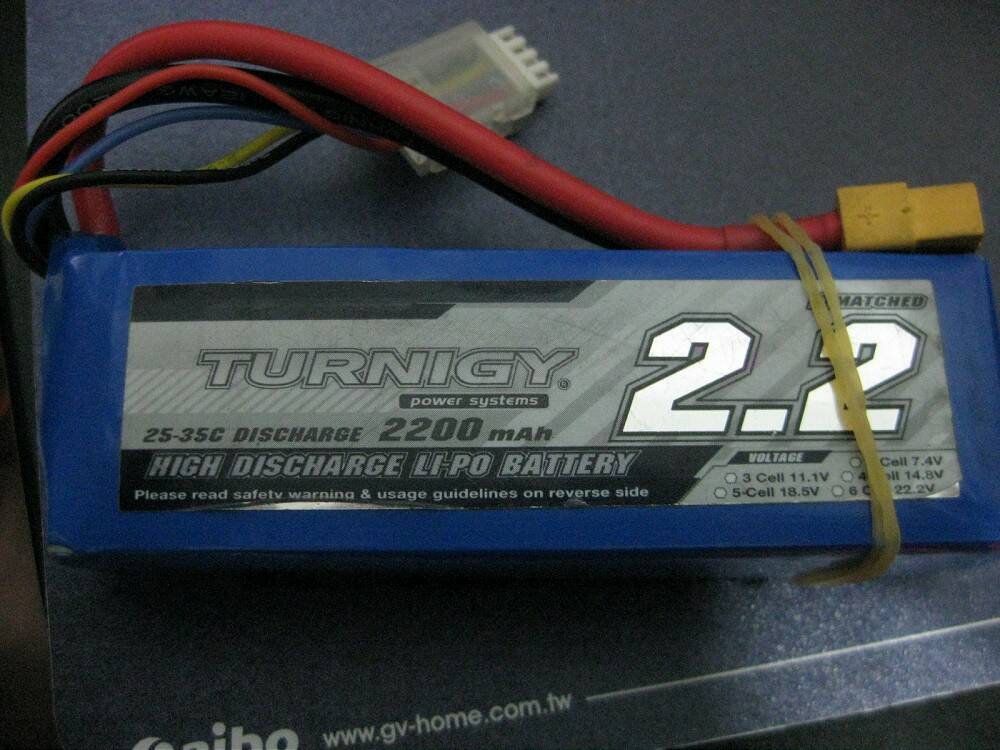 MATCHED
2.2
TURNIGY
power systems
25-35C DISCHARGE 2200 mAh
HIGH DISCHARGE LI-PO BATTERY
Please read safety warning & usage guidelines on reverse side
VOLTAGE
Cell 7.4V
3 Cell 11.1V 14.8V
5-Cell 18.5V 6 22.2V
aibo www.gv-home.com.tw